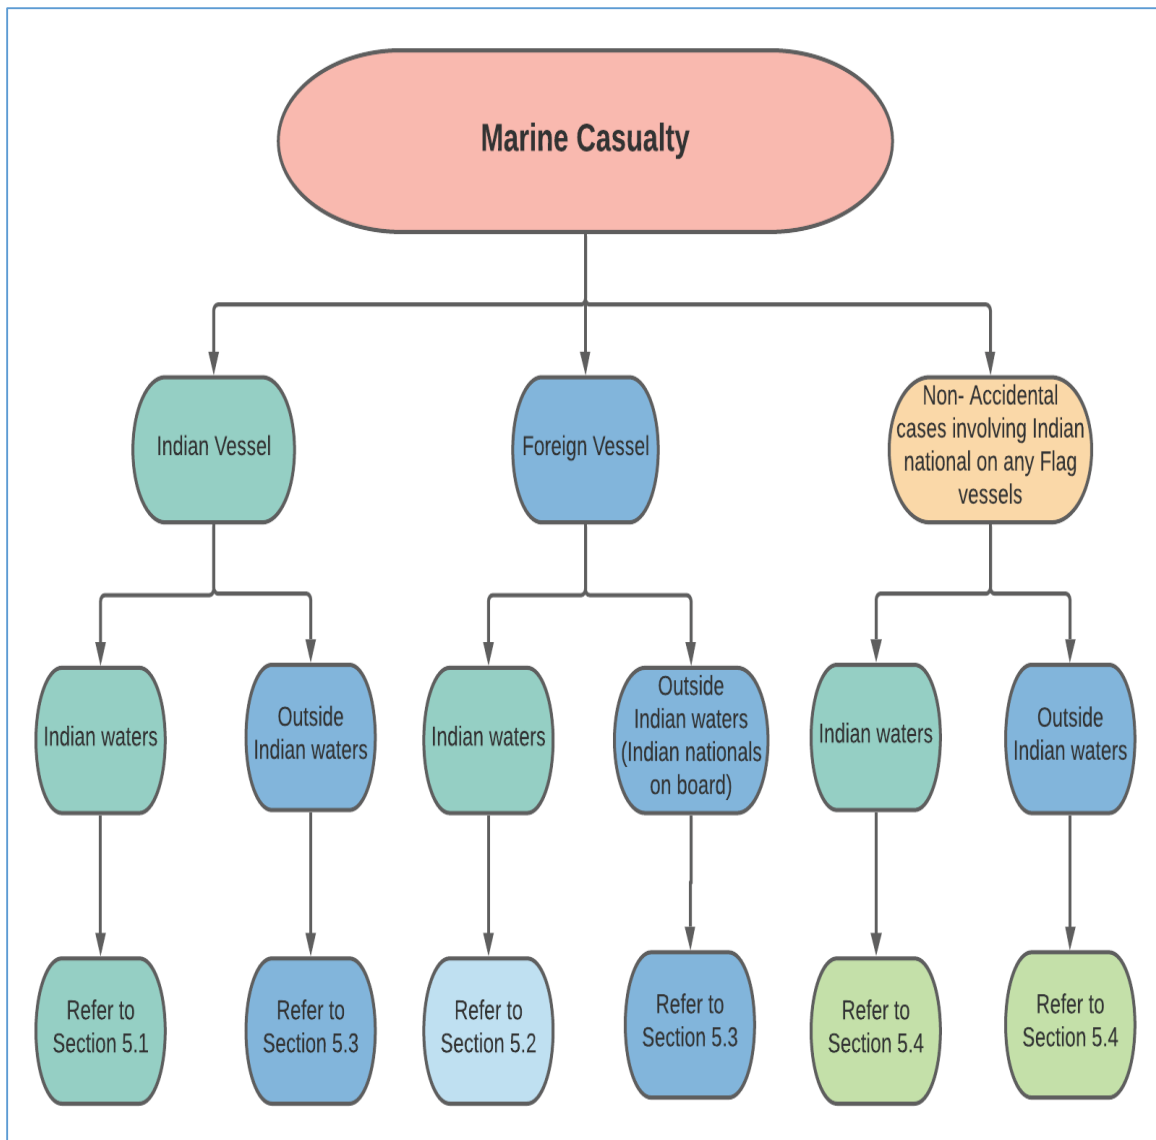 Marine Casualty
Indian Vessel
Foreign Vessel
Non- Accidental
cases involving Indian
national on any Flag
vessels
Indian waters
Outside
Indian waters
Indian waters
Outside
Indian waters
(Indian nationals
on board)
Indian waters
Outside
Indian waters
Refer to
Section 5.1
Refer to
Section 5.3
Refer to
Section 5.2
Refer to
Section 5.3
Refer to
Section 5.4
Refer to
Section 5.4